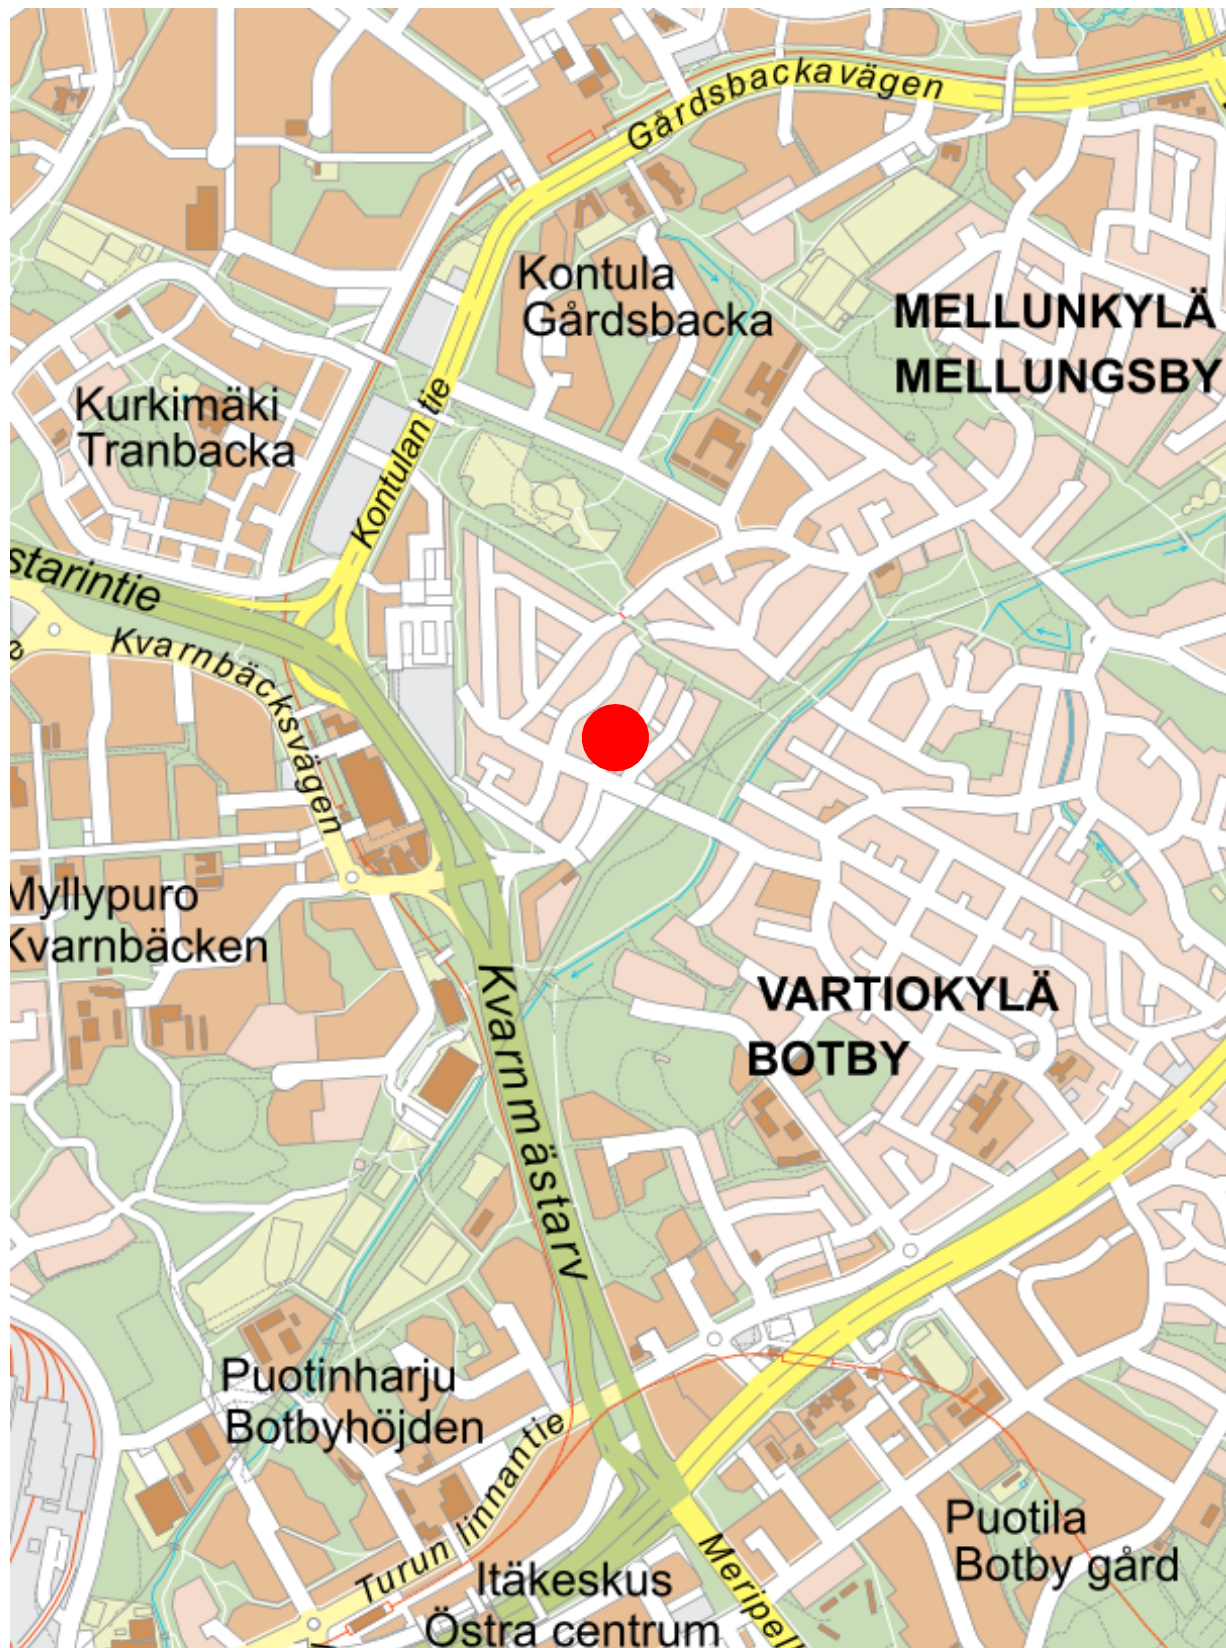 Gårdsbackavägen
Kontula
Gårdsbacka
MELLUNKYLÄ
MELLUNGSBY
Kurkimäki
Tranbacka
Kontulan tie
starintie
Kvarnbäcksvägen
e
Myllypuro
Kvarnbäcken
VARTIOKYLÄ
BOTBY
Kvarnmästarv
Puotinharju
Botbyhöjden
Turun linnantie
Puotila
Botby gård
Itäkeskus
Östra centrum
Meripell